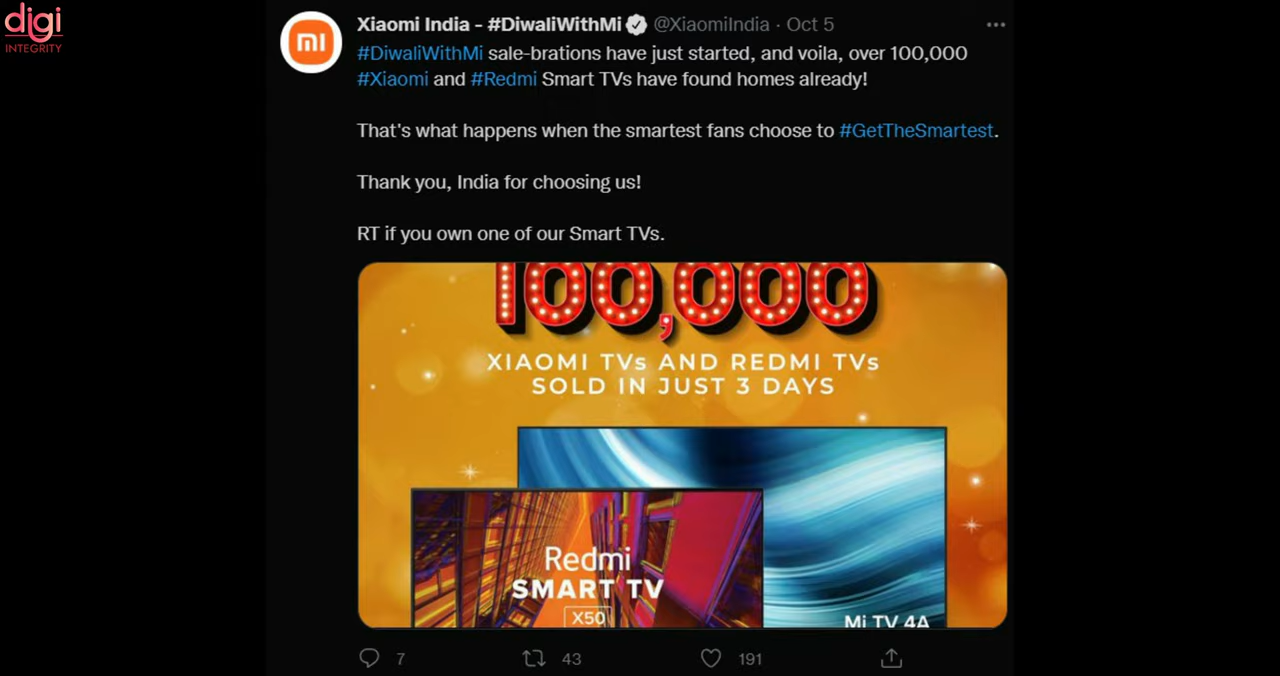 digi
INTEGRITY
mi
Xiaomi India - #DiwaliWithMi @XiaomiIndia · Oct 5
#DiwaliWithMi sale-brations have just started, and voila, over 100,000
#Xiaomi and #Redmi Smart TVs have found homes already!
That's what happens when the smartest fans choose to #GetTheSmartest.
Thank you, India for choosing us!
RT if you own one of our Smart TVs.
100,000
XIAOMI TVs AND REDMI TVs
SOLD IN JUST 3 DAYS
Redmi
SMART TV
X50
Mi TV 4A
7 43 191